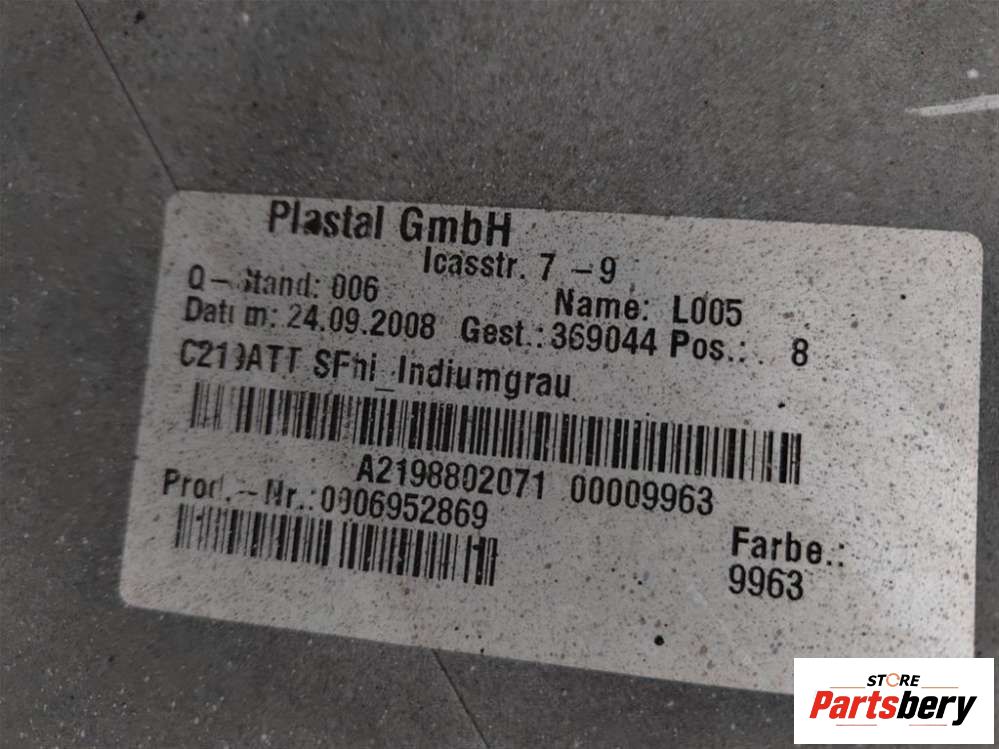 Plastal GmbH
Icasstr. 7 -9
Q-Stand: 006 Name: L005
Datum: 24.09.2008 Gest.: 369044 Pos.: 8
C219ATT SFhi_Indiumgrau
A2198802071 00009963
Prod.-Nr.:0006952869
Farbe.:
9963
STORE
Partsbery